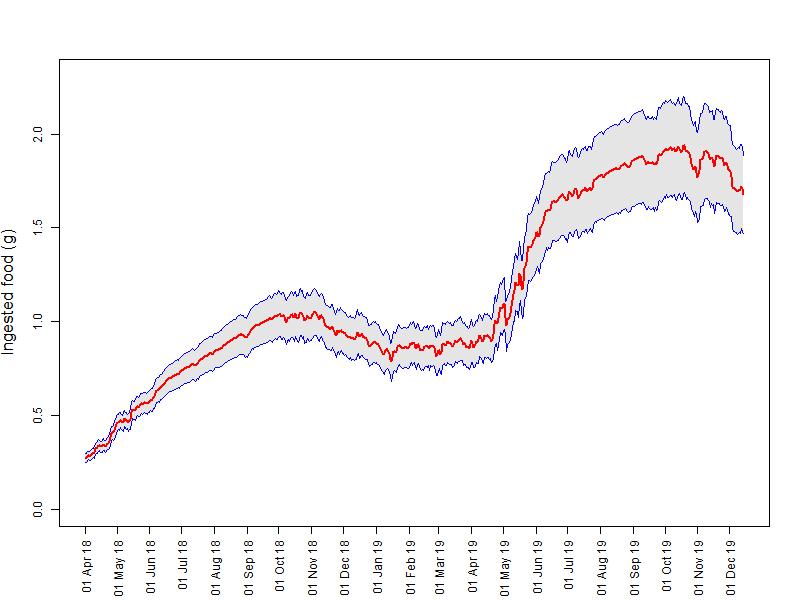 Ingested food (g)
2.0
1.5
1.0
0.5
0.0
01 Apr 18
01 May 18
01 Jun 18
01 Jul 18
01 Aug 18
01 Sep 18
01 Oct 18
01 Nov 18
01 Dec 18
01 Jan 19
01 Feb 19
01 Mar 19
01 Apr 19
01 May 19
01 Jun 19
01 Jul 19
01 Aug 19
01 Sep 19
01 Oct 19
01 Nov 19
01 Dec 19